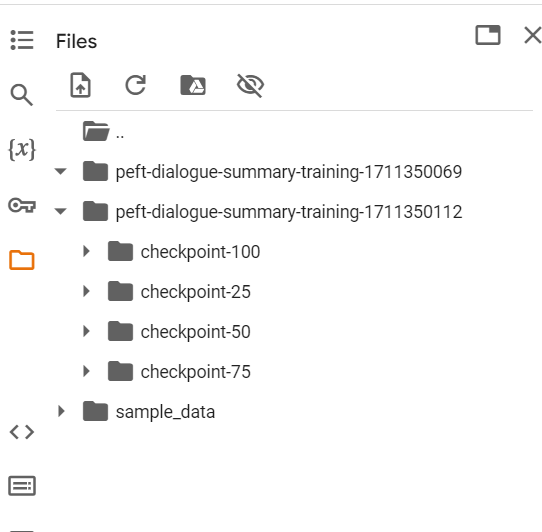 Files
..
peft-dialogue-summary-training-1711350069
peft-dialogue-summary-training-1711350112
checkpoint-100
checkpoint-25
checkpoint-50
checkpoint-75
sample_data
{x}